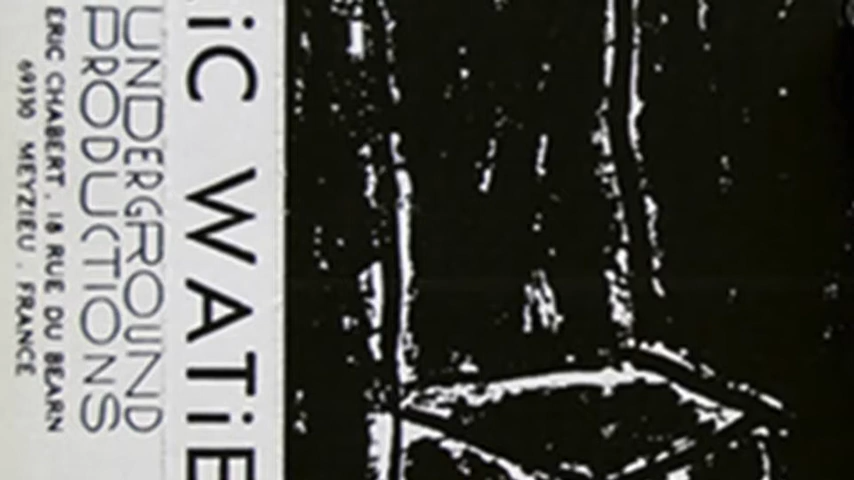 iC WATiE
UNDERGROUND
PRODUCTIONS
ERIC CHABERT . 18 RUE DU BEARN
69330 MEYZIEU . FRANCE